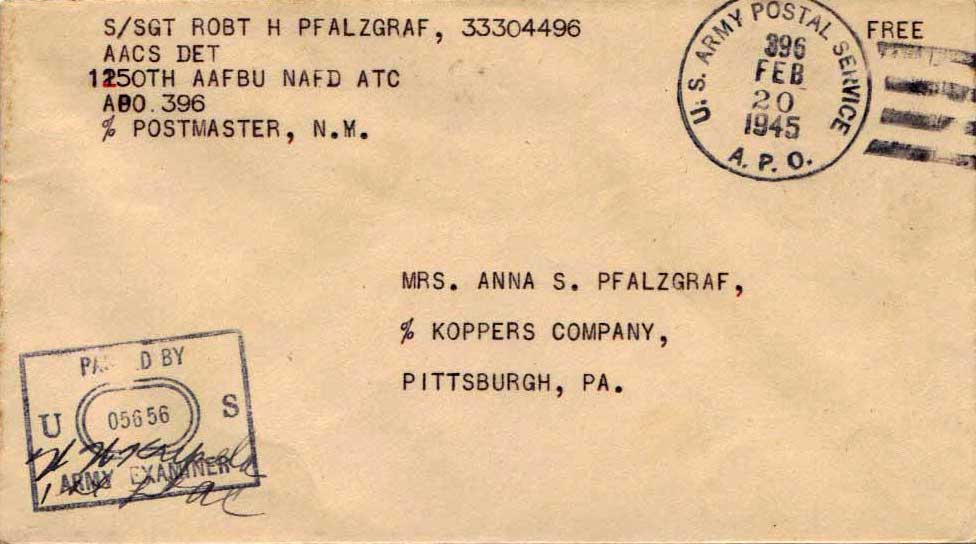 S/SGT ROBT H PFALZGRAF, 33304496
AACS DET
1250TH AAFBU NAFD ATC
APO.396
% POSTMASTER, N.Y.
U.S. ARMY POSTAL SERVICE
396
FEB
20
1945
A.P.O.
FREE
MRS. ANNA S. PFALZGRAF,
% KOPPERS COMPANY,
PITTSBURGH, PA.
BY
U 05656 S
ARMY EXAMINER